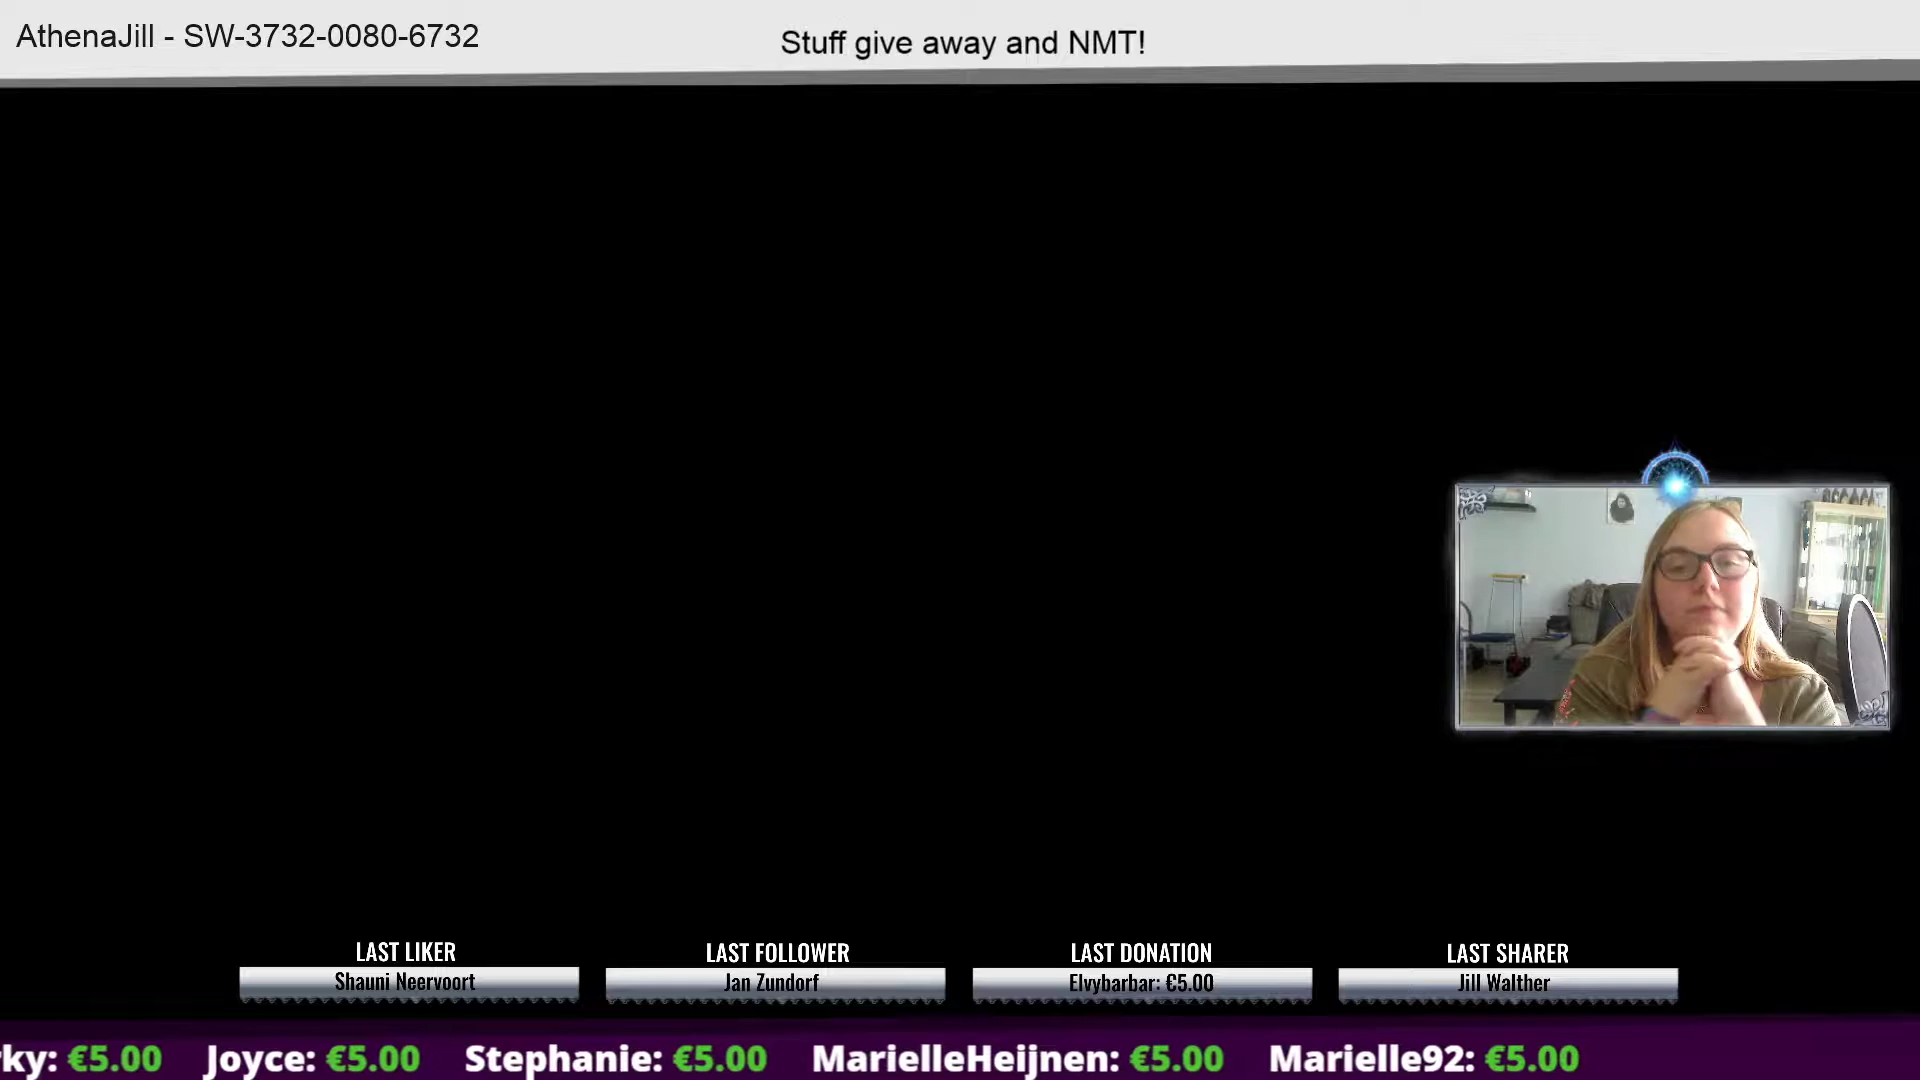 AthenaJill - SW-3732-0080-6732
Stuff give away and NMT!
LAST LIKER
Shauni Neervoort
LAST FOLLOWER
Jan Zundorf
LAST DONATION
Elvybarbar: €5.00
LAST SHARER
Jill Walther
ky: €5.00 Joyce: €5.00 Stephanie: €5.00 MarielleHeijnen: €5.00 Marielle92: €5.00